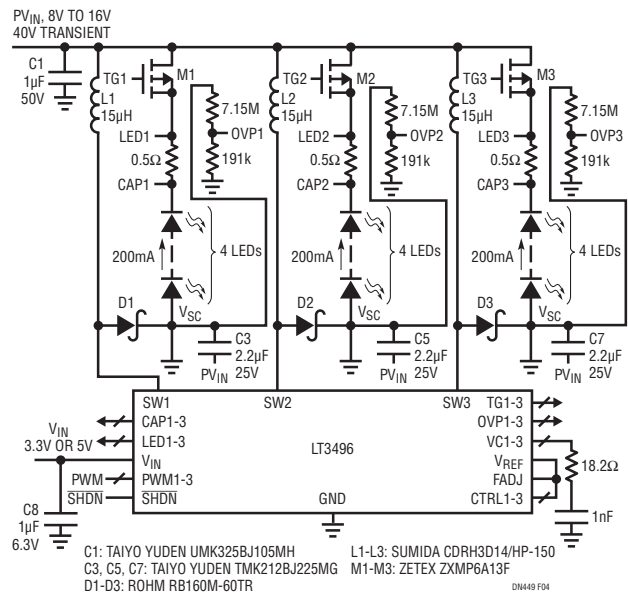 PVIN, 8V TO 16V
40V TRANSIENT
C1
1µF
50V
TG1
M1
L1
15µH
7.15M
LED1
OVP1
0.5Ω
191k
CAP1
200mA
4 LEDs
D1
VSC
C3
2.2µF
25V
PVIN
TG2
M2
L2
15µH
7.15M
LED2
OVP2
0.5Ω
191k
CAP2
200mA
4 LEDs
D2
VSC
C5
2.2µF
25V
PVIN
TG3
M3
L3
15µH
7.15M
LED3
OVP3
0.5Ω
191k
CAP3
200mA
4 LEDs
D3
VSC
C7
2.2µF
25V
PVIN
SW1
SW2
SW3
CAP1-3
LED1-3
VIN
PWM1-3
SHDN
LT3496
GND
TG1-3
OVP1-3
VC1-3
VREF
FADJ
CTRL1-3
VIN
3.3V OR 5V
PWM
SHDN
C8
1µF
6.3V
18.2Ω
1nF
C1: TAIYO YUDEN UMK325BJ105MH
C3, C5, C7: TAIYO YUDEN TMK212BJ225MG
D1-D3: ROHM RB160M-60TR
L1-L3: SUMIDA CDRH3D14/HP-150
M1-M3: ZETEX ZXMP6A13F
DN449 F04